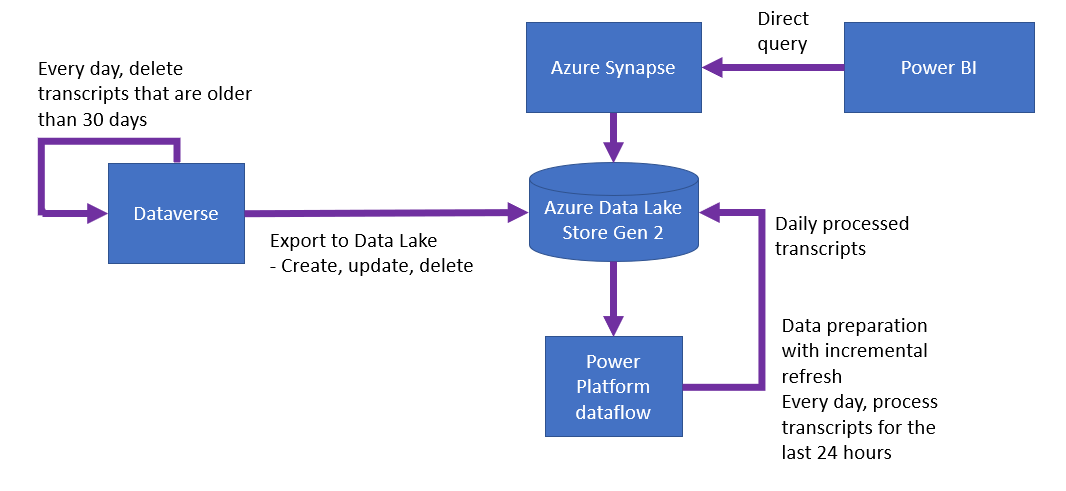 Direct
query
Azure Synapse
Power BI
Every day, delete
transcripts that are older
than 30 days
Dataverse
Export to Data Lake
- Create, update, delete
Azure Data Lake
Store Gen 2
Daily processed
transcripts
Power
Platform
dataflow
Data preparation
with incremental
refresh
Every day, process
transcripts for the
last 24 hours